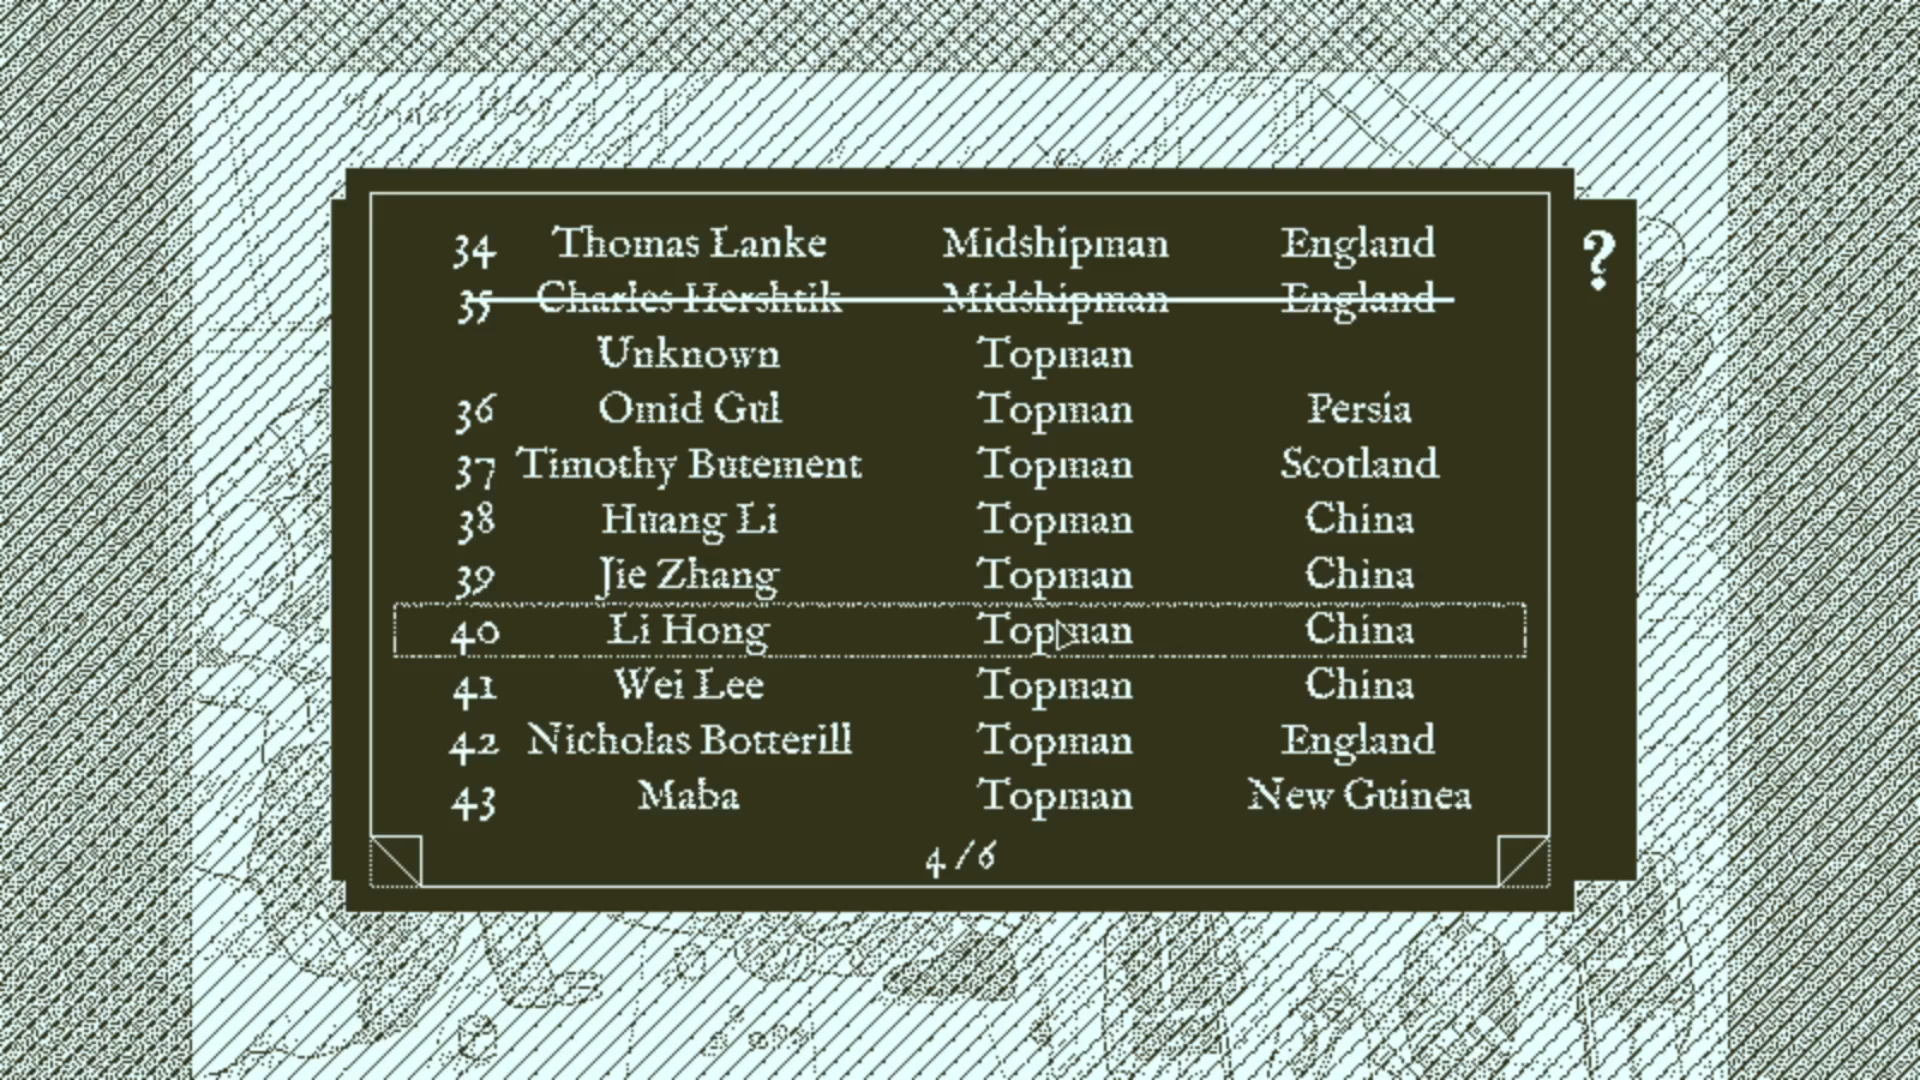 34 Thomas Lanke Midshipman England
?
35 Charles Hershtik Midshipman England
Unknown Topman
36 Omid Gul Topman Persia
37 Timothy Butement Topman Scotland
38 Huang Li Topman China
39 Jie Zhang Topman China
40 Li Hong Topman China
41 Wei Lee Topman China
42 Nicholas Botterill Topman England
43 Maba Topman New Guinea
4/6